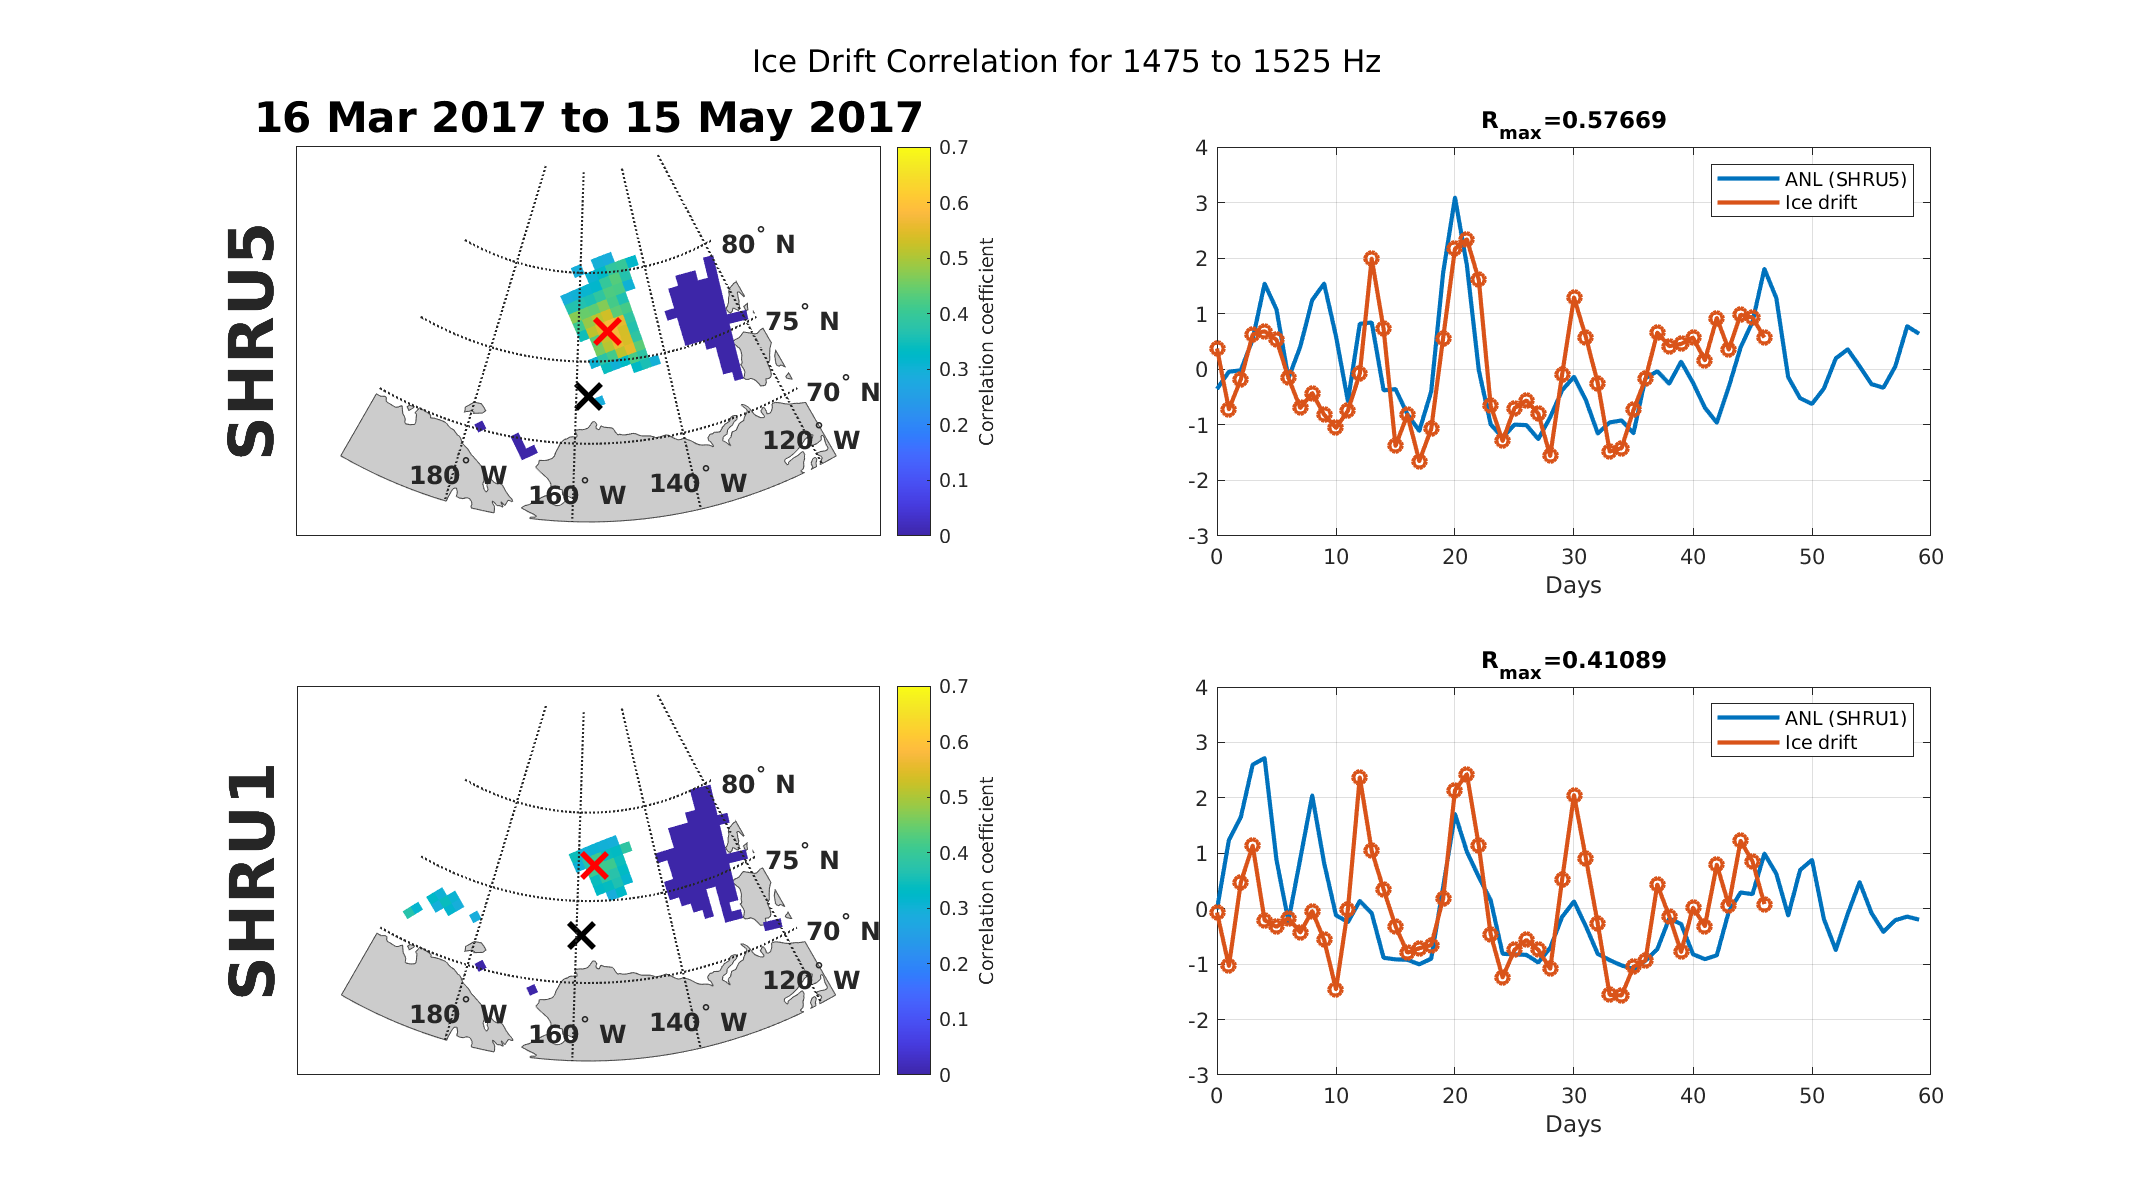 Ice Drift Correlation for 1475 to 1525 Hz
16 Mar 2017 to 15 May 2017
SHRU5
80° N
75° N
70° N
120° W
180° W
160° W
140° W
0.7
0.6
0.5
0.4
0.3
0.2
0.1
0
Correlation coefficient
Rmax=0.57669
4
3
2
1
0
-1
-2
-3
0 10 20 30 40 50 60
Days
ANL (SHRU5)
Ice drift
SHRU1
80° N
75° N
70° N
120° W
180° W
160° W
140° W
0.7
0.6
0.5
0.4
0.3
0.2
0.1
0
Correlation coefficient
Rmax=0.41089
4
3
2
1
0
-1
-2
-3
0 10 20 30 40 50 60
Days
ANL (SHRU1)
Ice drift